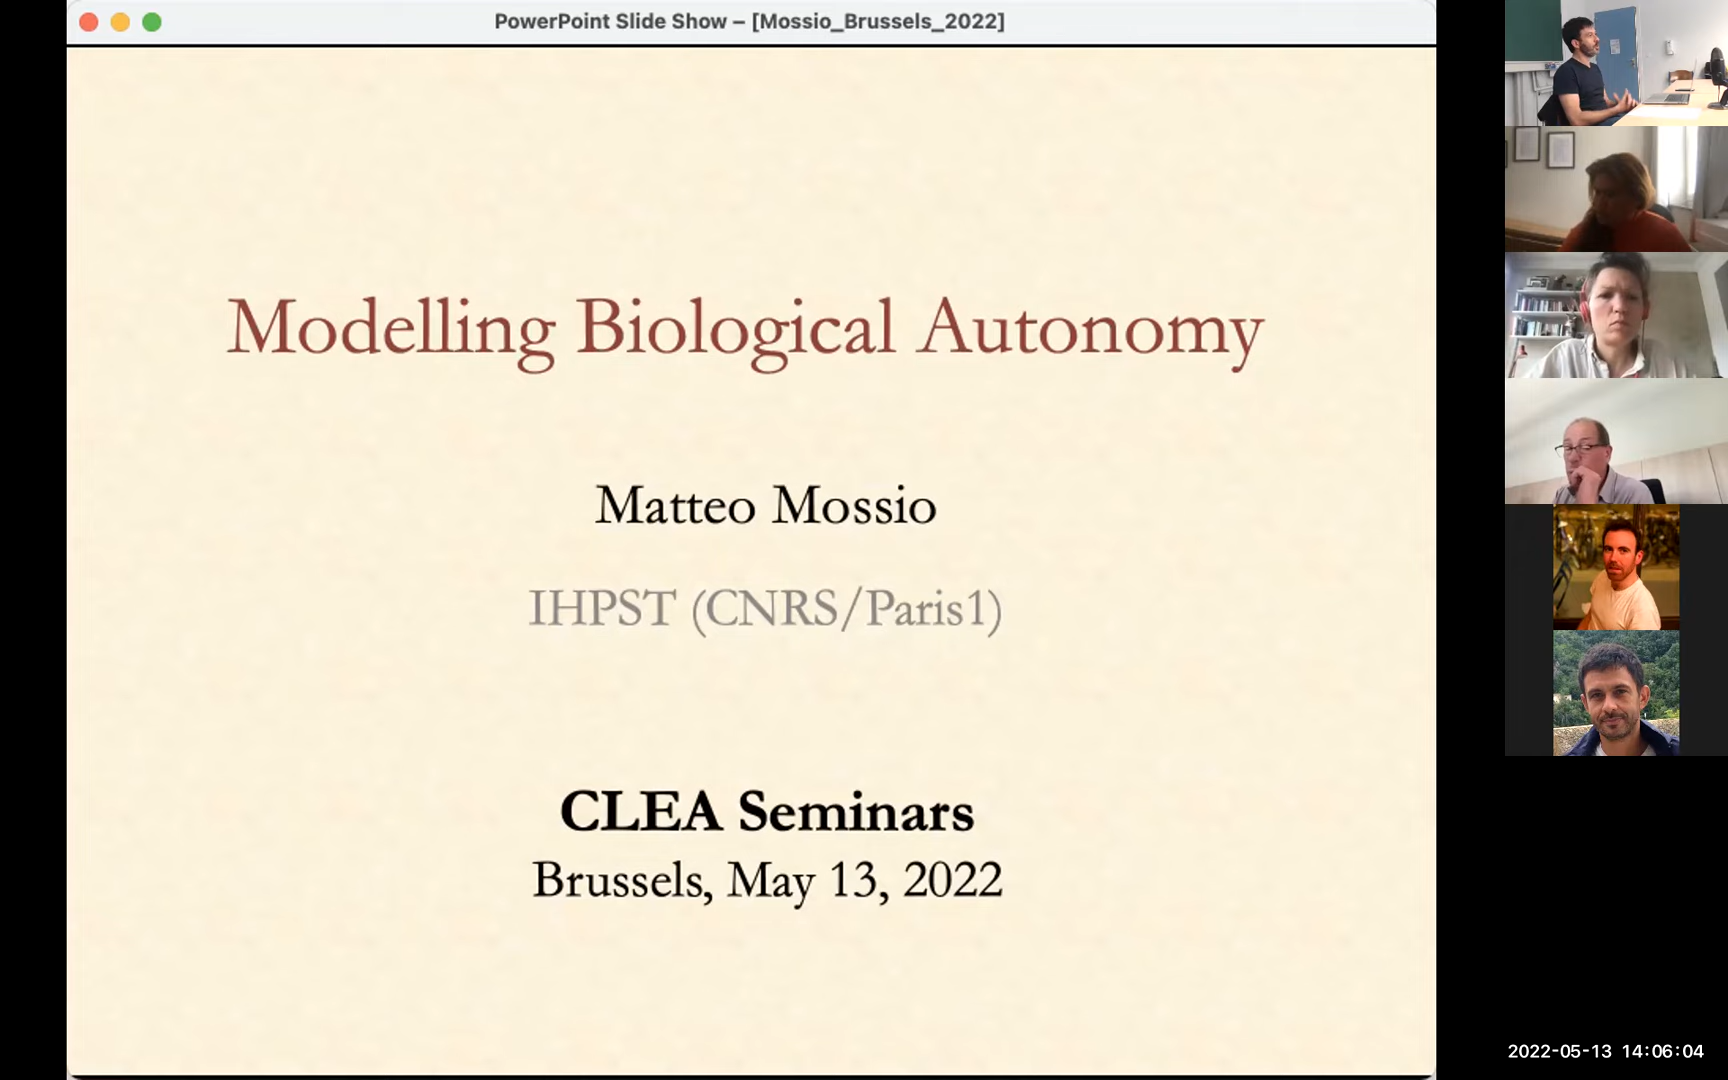 PowerPoint Slide Show – [Mossio_Brussels_2022]
Modelling Biological Autonomy
Matteo Mossio
IHPST (CNRS/Paris1)
CLEA Seminars
Brussels, May 13, 2022
2022-05-13 14:06:04